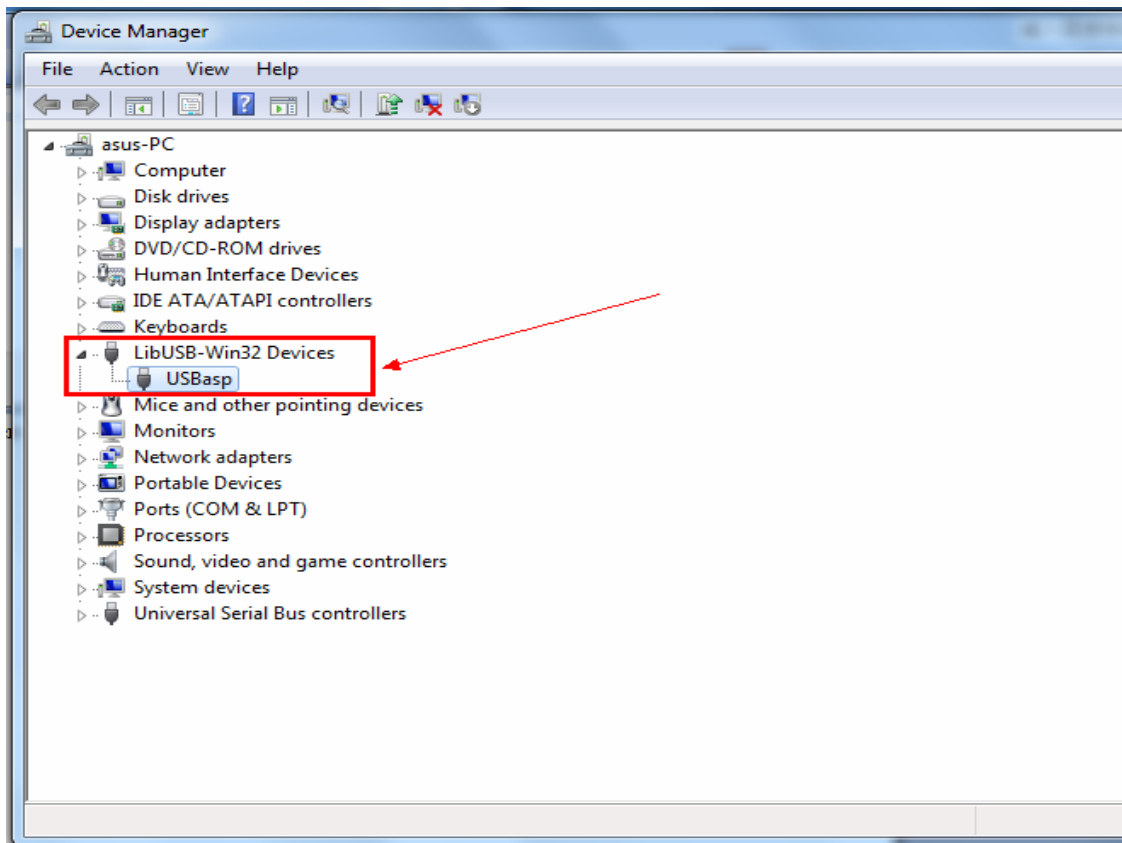 Device Manager
File Action View Help
asus-PC
Computer
Disk drives
Display adapters
DVD/CD-ROM drives
Human Interface Devices
IDE ATA/ATAPI controllers
Keyboards
LibUSB-Win32 Devices
USBasp
Mice and other pointing devices
Monitors
Network adapters
Portable Devices
Ports (COM & LPT)
Processors
Sound, video and game controllers
System devices
Universal Serial Bus controllers